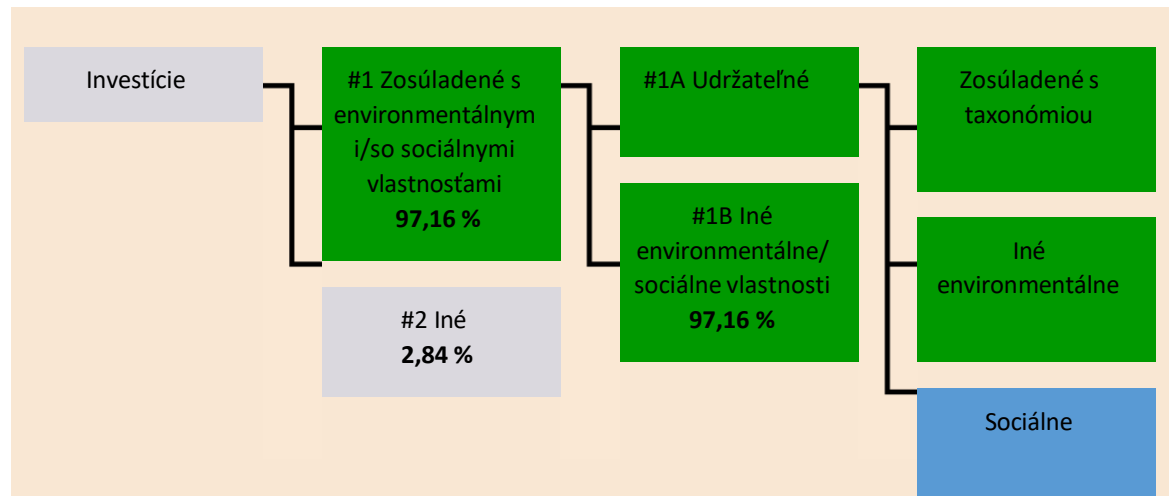 Investície
#1 Zosúladené s
environmentálnym
i/so sociálnymi
vlastnosťami
97,16 %
#2 Iné
2,84 %
#1A Udržateľné
#1B Iné
environmentálne/
sociálne vlastnosti
97,16 %
Zosúladené s
taxonómiou
Iné
environmentálne
Sociálne